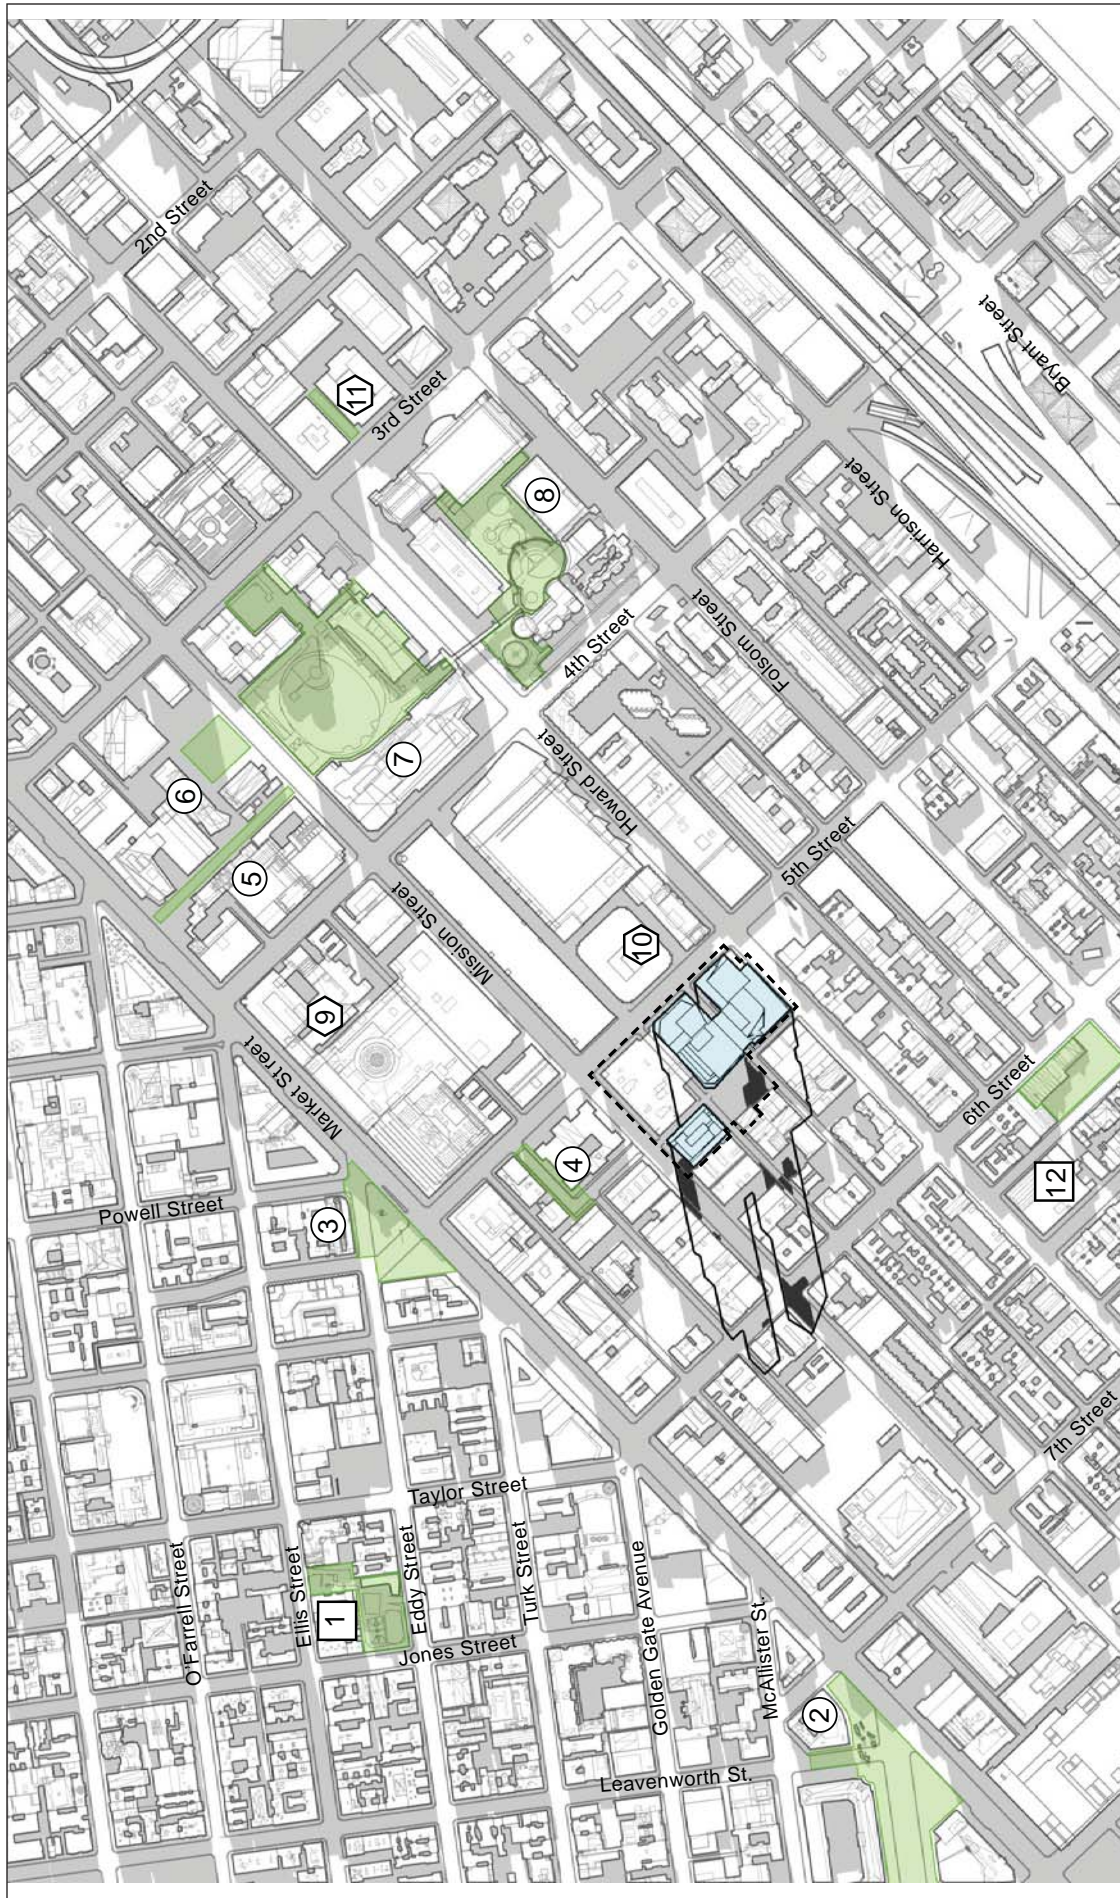 2nd Street
11
3rd Street
8
Bryant Street
Harrison Street
4th Street
Folsom Street
7
6
5
Howard Street
5th Street
Mission Street
10
9
Market Street
6th Street
4
12
3
Powell Street
7th Street
Taylor Street
O'Farrell Street
Ellis Street
1
Eddy Street
Turk Street
Jones Street
Golden Gate Avenue
McAllister St.
2
Leavenworth St.